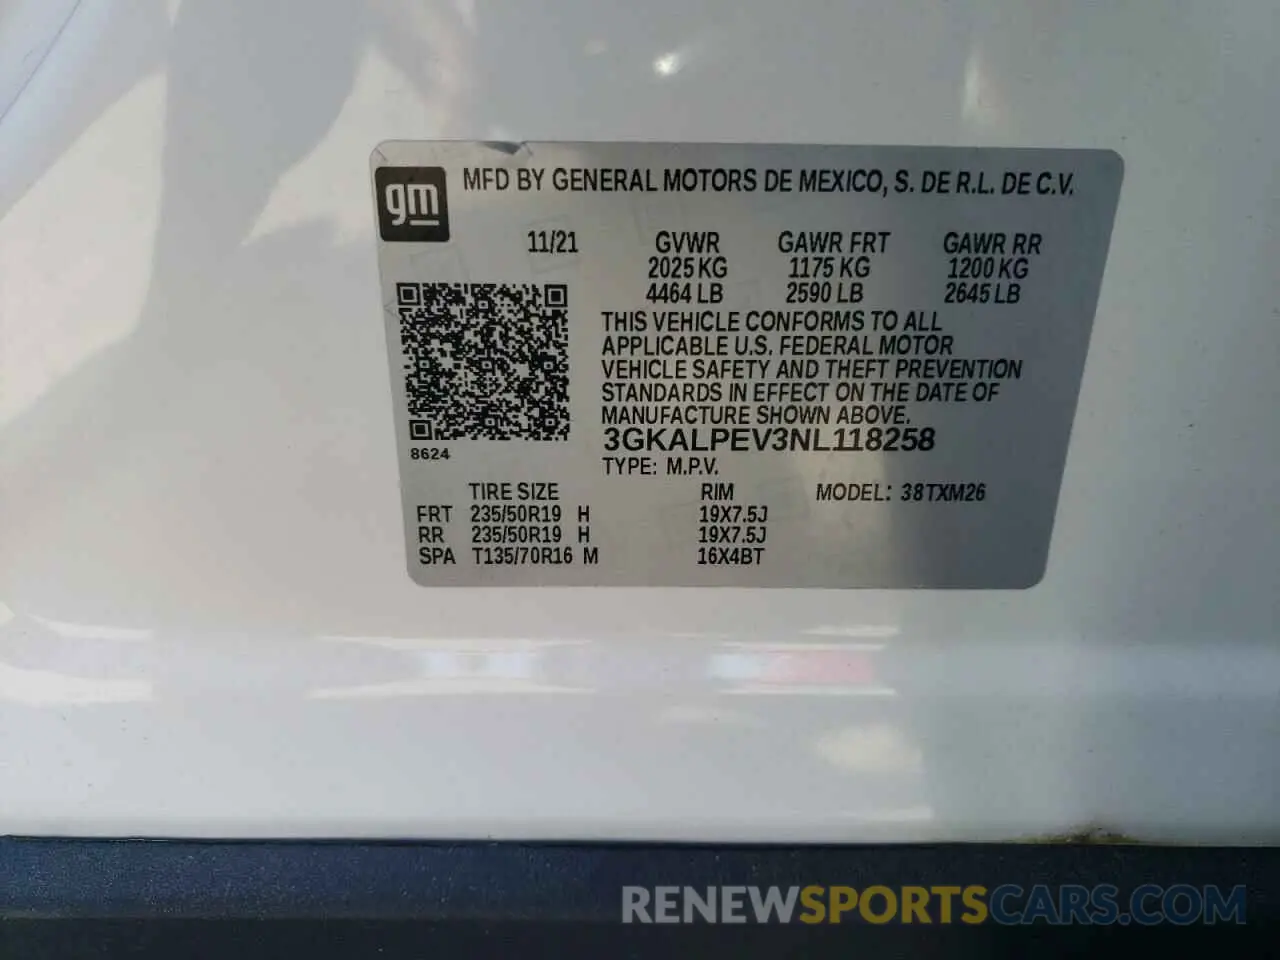 gm
MFD BY GENERAL MOTORS DE MEXICO, S. DE R.L. DE C.V.
11/21 GVWR GAWR FRT GAWR RR
2025 KG 1175 KG 1200 KG
4464 LB 2590 LB 2645 LB
THIS VEHICLE CONFORMS TO ALL
APPLICABLE U.S. FEDERAL MOTOR
VEHICLE SAFETY AND THEFT PREVENTION
STANDARDS IN EFFECT ON THE DATE OF
MANUFACTURE SHOWN ABOVE.
3GKALPEV3NL118258
8624
TYPE: M.P.V.
TIRE SIZE RIM MODEL: 38TXM26
FRT 235/50R19 H 19X7.5J
RR 235/50R19 H 19X7.5J
SPA T135/70R16 M 16X4BT
RENEWSPORTSCARS.COM